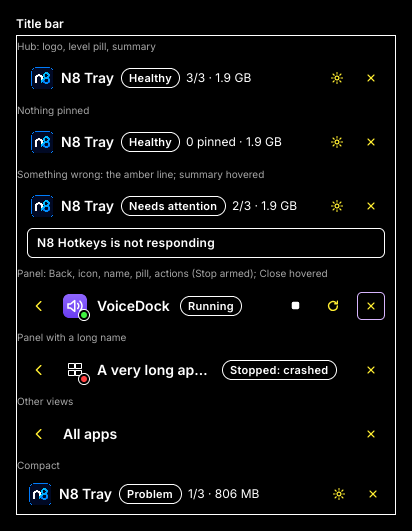 Title bar
Hub: logo, level pill, summary
n8 N8 Tray Healthy 3/3 · 1.9 GB
Nothing pinned
n8 N8 Tray Healthy 0 pinned · 1.9 GB
Something wrong: the amber line; summary hovered
n8 N8 Tray Needs attention 2/3 · 1.9 GB
N8 Hotkeys is not responding
Panel: Back, icon, name, pill, actions (Stop armed); Close hovered
VoiceDock Running
Panel with a long name
A very long ap... Stopped: crashed
Other views
All apps
Compact
n8 N8 Tray Problem 1/3 · 806 MB